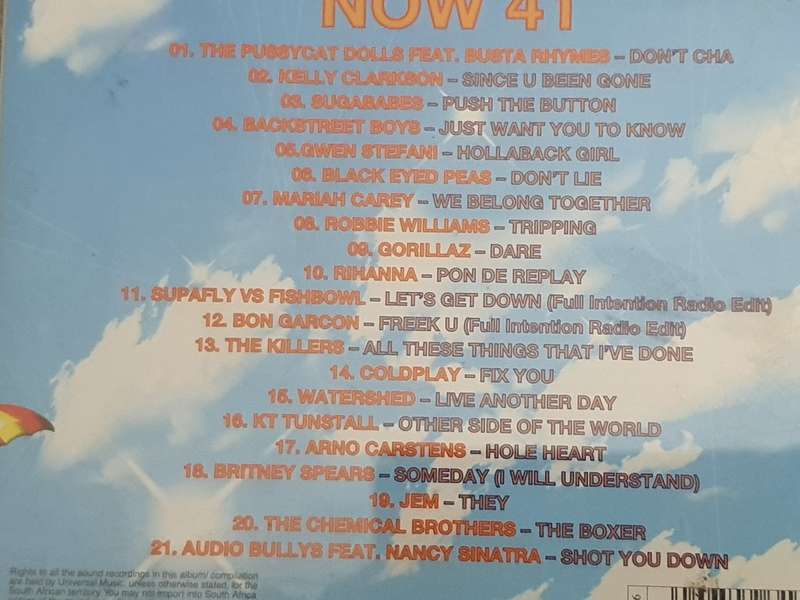 NOW 41
01. THE PUSSYCAT DOLLS FEAT. BUSTA RHYMES – DON'T CHA
02. KELLY CLARKSON – SINCE U BEEN GONE
03. SUGABABES – PUSH THE BUTTON
04. BACKSTREET BOYS – JUST WANT YOU TO KNOW
05.GWEN STEFANI – HOLLABACK GIRL
06. BLACK EYED PEAS – DON'T LIE
07. MARIAH CAREY – WE BELONG TOGETHER
08. ROBBIE WILLIAMS – TRIPPING
09. GORILLAZ – DARE
10. RIHANNA – PON DE REPLAY
11. SUPAFLY VS FISHBOWL – LET'S GET DOWN (Full Intention Radio Edit)
12. BON GARCON – FREEK U (Full Intention Radio Edit)
13. THE KILLERS – ALL THESE THINGS THAT I'VE DONE
14. COLDPLAY – FIX YOU
15. WATERSHED – LIVE ANOTHER DAY
16. KT TUNSTALL – OTHER SIDE OF THE WORLD
17. ARNO CARSTENS – HOLE HEART
18. BRITNEY SPEARS – SOMEDAY (I WILL UNDERSTAND)
19. JEM – THEY
20. THE CHEMICAL BROTHERS – THE BOXER
21. AUDIO BULLYS FEAT. NANCY SINATRA – SHOT YOU DOWN
Rights to all the sound recordings in this album/ compilation
are held by Universal Music, unless otherwise stated, for the
South African territory. You may not import into South Africa